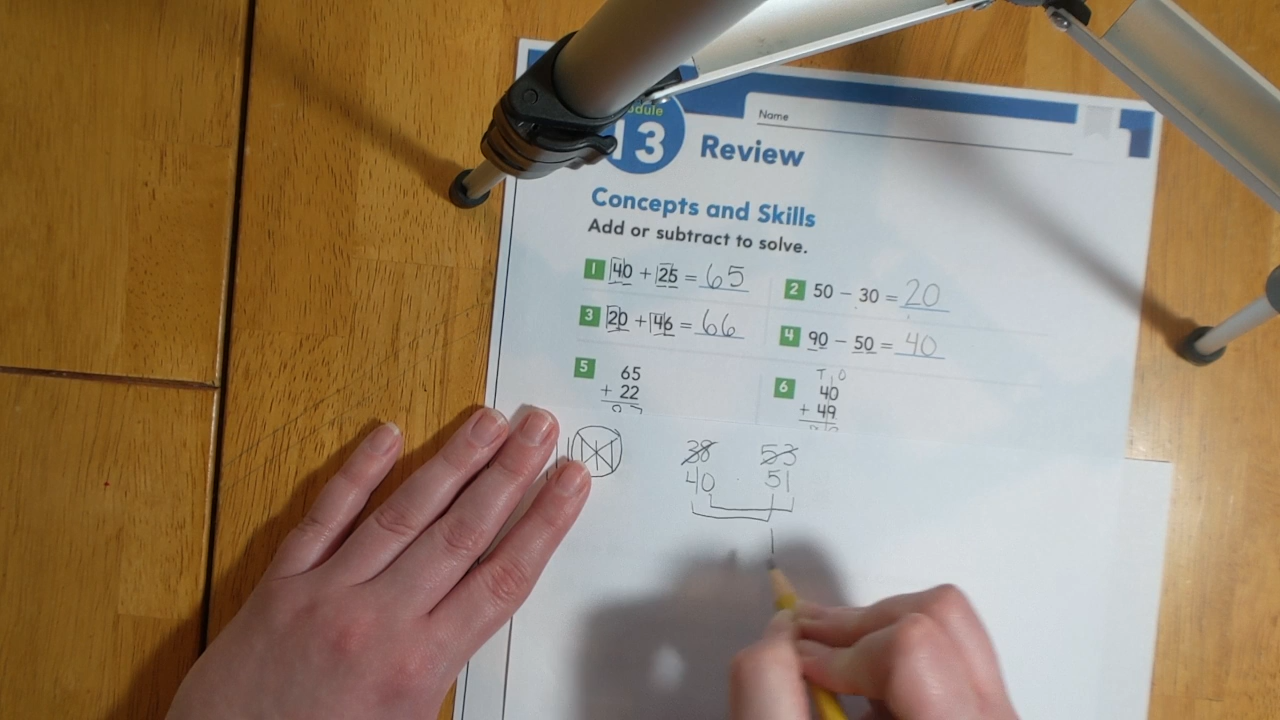 13 Review
Name
Concepts and Skills
Add or subtract to solve.
1 40 + 25 = 65
2 50 - 30 = 20
3 20 + 46 = 66
4 90 - 50 = 40
5 65
+ 22
6 T O
40
+ 49
38 53
40 51